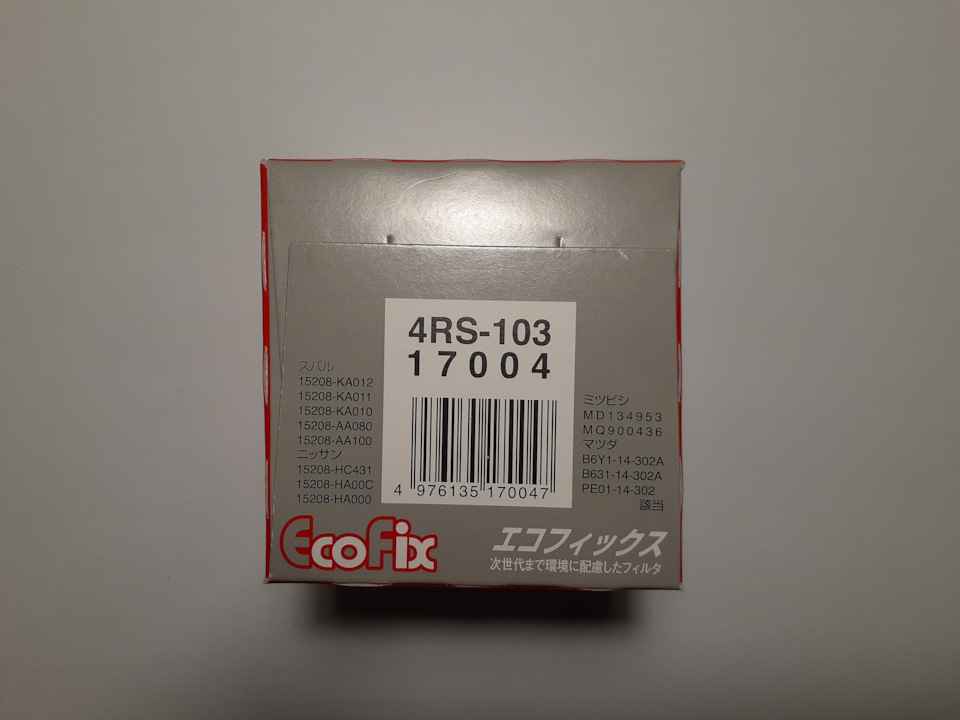 4RS-103
17004
4 976135 170047
スバル
15208-KA012
15208-KA011
15208-KA010
15208-AA080
15208-AA100
ニッサン
15208-HC431
15208-HA00C
15208-HA000
ミツビシ
MD134953
MQ900436
マツダ
B6Y1-14-302A
B631-14-302A
PE01-14-302
該当
EcoFix
エコフィックス
次世代まで環境に配慮したフィルタ